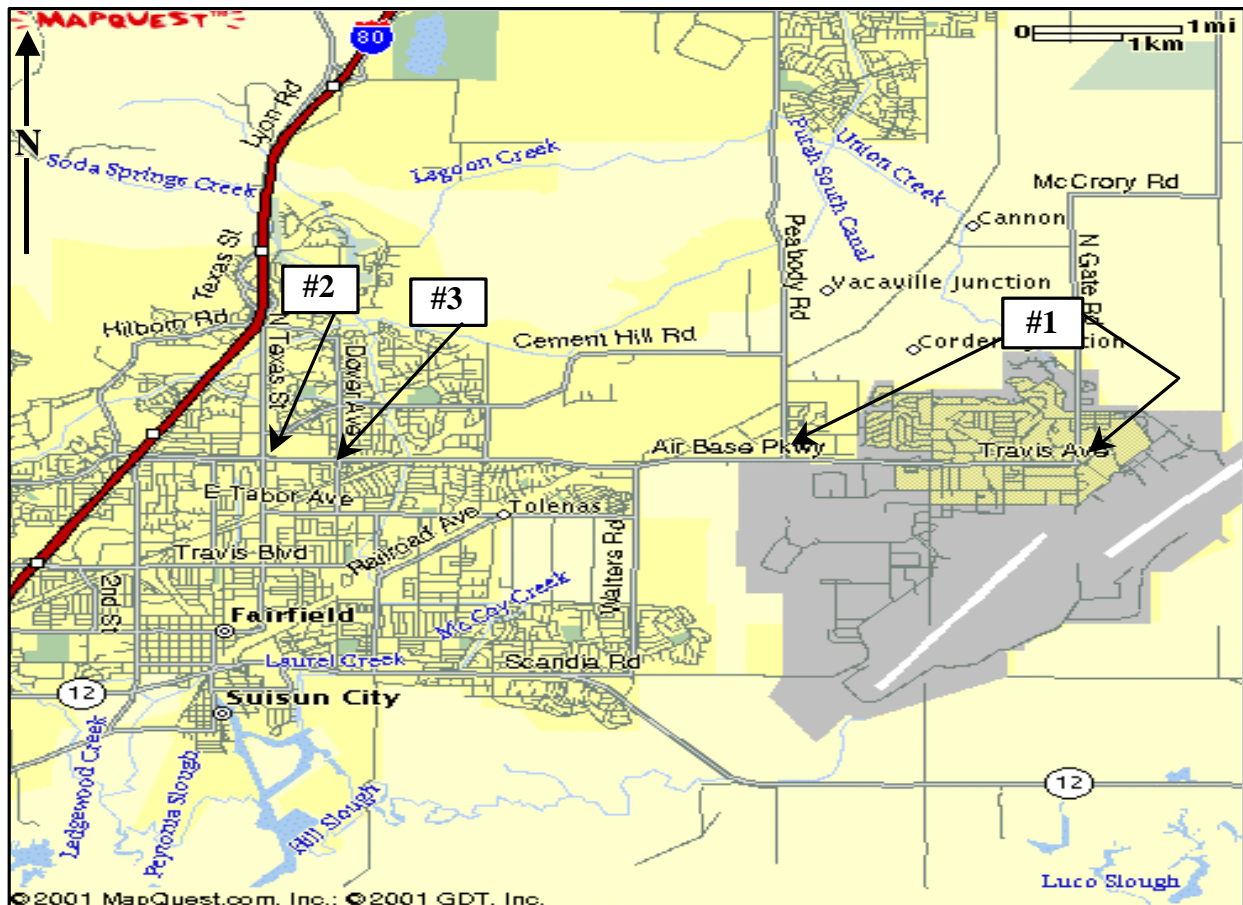 MAPQUEST™
80
0 1mi
1km
N
Lyon Rd
Soda Springs Creek
Lagoon Creek
Union Creek
Putah South Canal
McCrory Rd
Cannon
Texas St
Peabody Rd
N Gate Rd
Vacaville Junction
#2
#3
#1
Hilborn Rd
N Texas St
Dover Ave
Cement Hill Rd
Air Base Pkwy
Travis Ave
E Tabor Ave
Tolenas
Railroad Ave
Travis Blvd
Walters Rd
2nd St
Mc Coy Creek
Fairfield
Laurel Creek
Scandia Rd
12
Suisun City
Ledgewood Creek
Peytonia Slough
Hill Slough
12
Luco Slough
©2001 MapQuest.com, Inc.; ©2001 GDT, Inc.